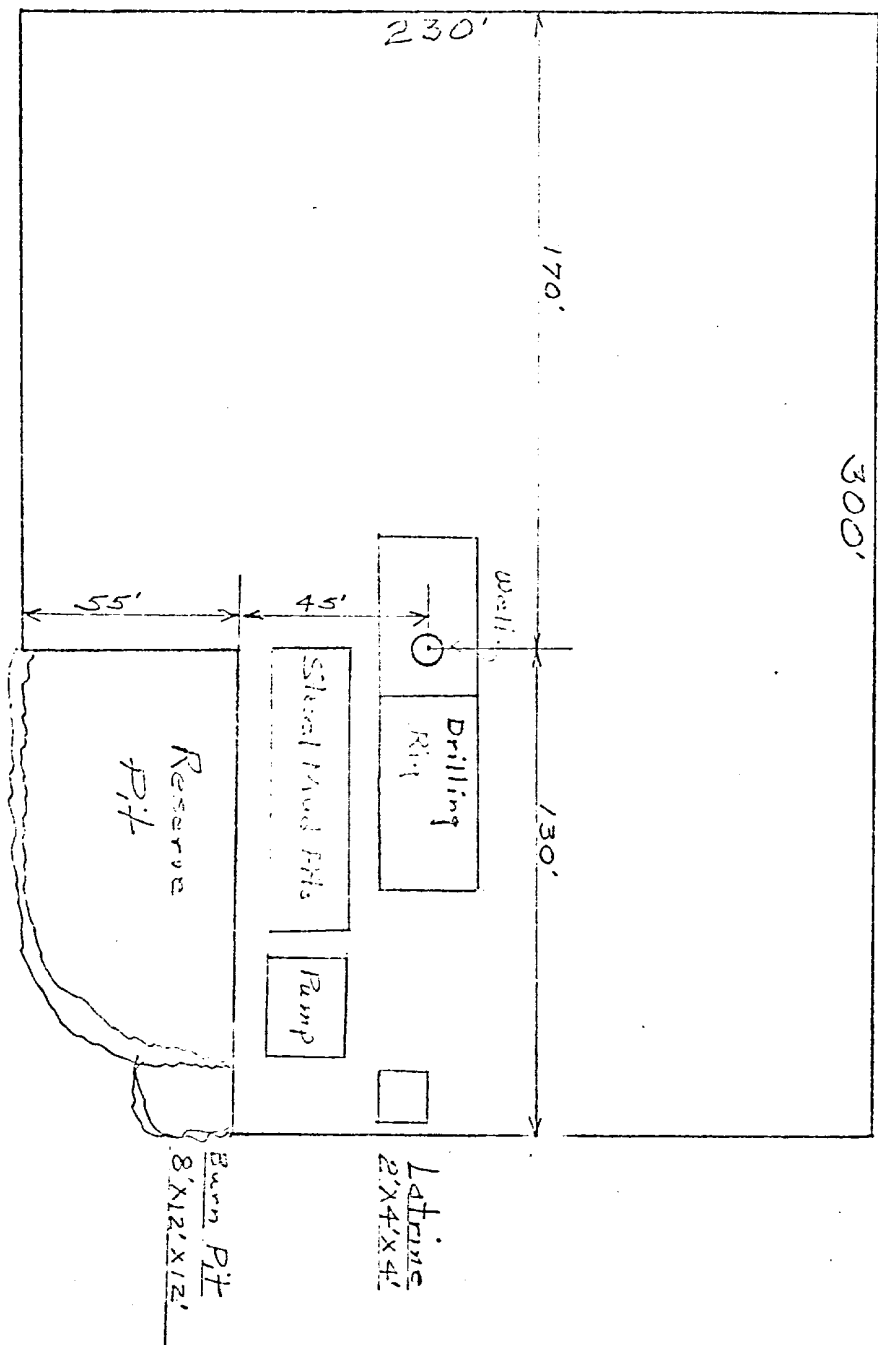 230'
170'
300'
55'
45'
Drilling
Rig
130'
Reserve
Pit
Steel Mud Pits
Pump
Latrine
2'X4'X4'
Burn Pit
8'X12'X12'